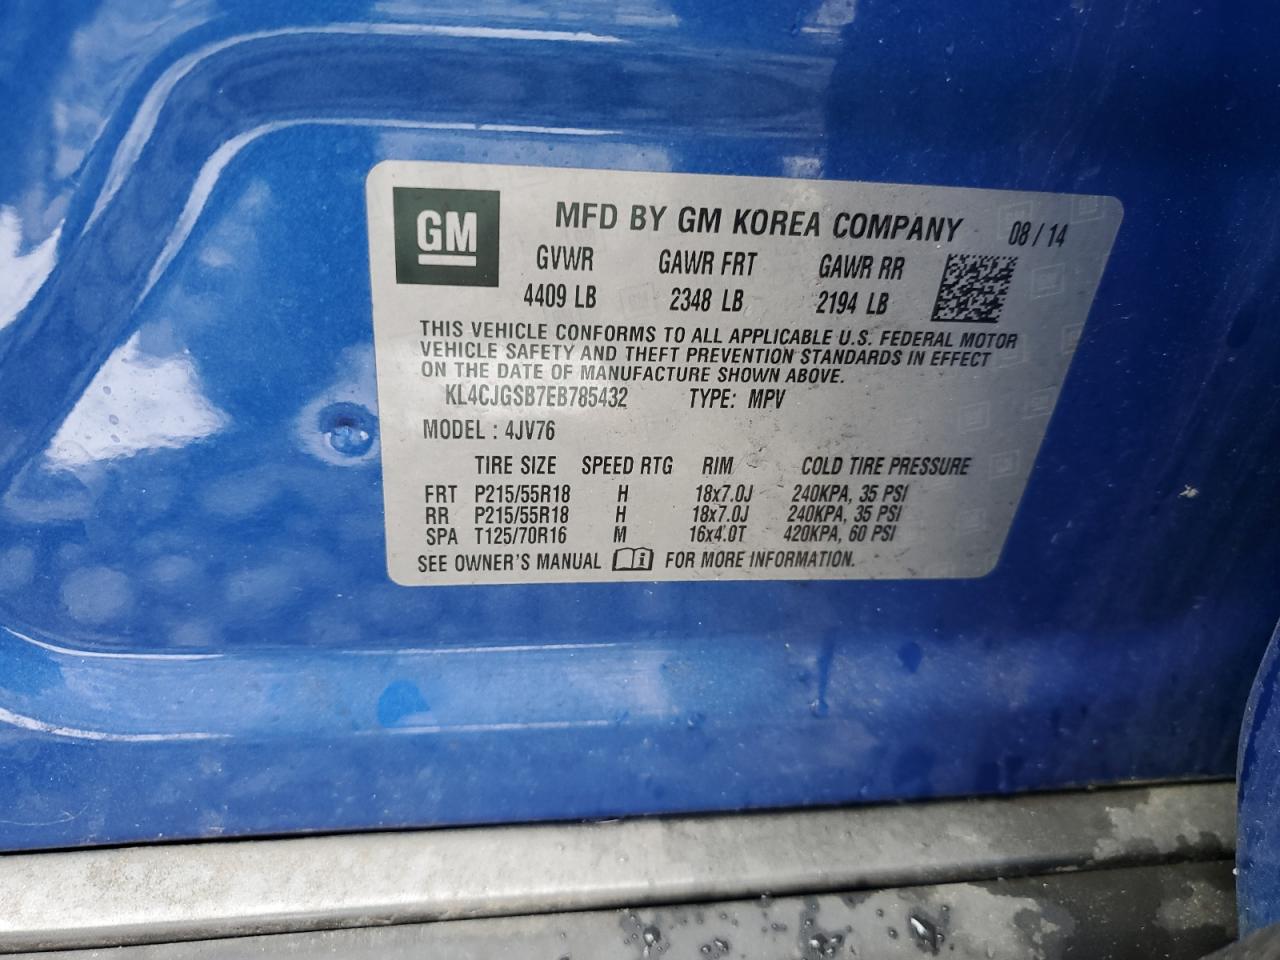 GM
MFD BY GM KOREA COMPANY 08 / 14
GVWR GAWR FRT GAWR RR
4409 LB 2348 LB 2194 LB
THIS VEHICLE CONFORMS TO ALL APPLICABLE U.S. FEDERAL MOTOR
VEHICLE SAFETY AND THEFT PREVENTION STANDARDS IN EFFECT
ON THE DATE OF MANUFACTURE SHOWN ABOVE.
KL4CJGSB7EB785432 TYPE: MPV
MODEL : 4JV76
TIRE SIZE SPEED RTG RIM COLD TIRE PRESSURE
FRT P215/55R18 H 18x7.0J 240KPA, 35 PSI
RR P215/55R18 H 18x7.0J 240KPA, 35 PSI
SPA T125/70R16 M 16x4.0T 420KPA, 60 PSI
SEE OWNER'S MANUAL i FOR MORE INFORMATION.